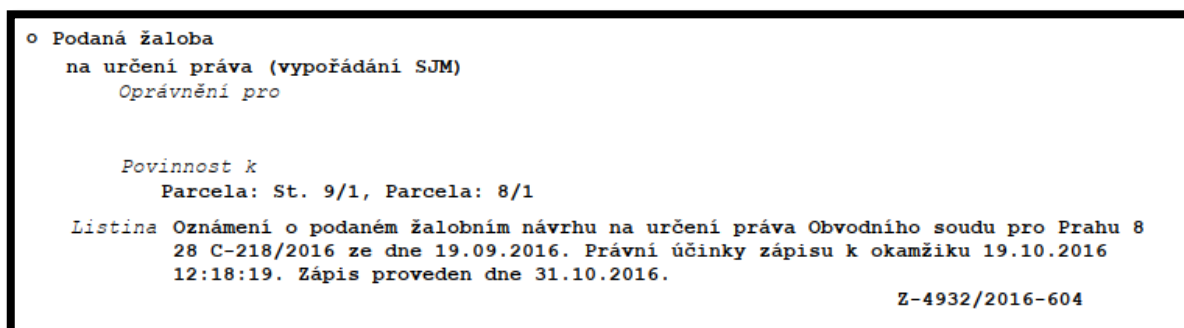 o Podaná žaloba
na určení práva (vypořádání SJM)
Oprávnění pro
Povinnost k
Parcela: St. 9/1, Parcela: 8/1
Listina Oznámení o podaném žalobním návrhu na určení práva Obvodního soudu pro Prahu 8
28 C-218/2016 ze dne 19.09.2016. Právní účinky zápisu k okamžiku 19.10.2016
12:18:19. Zápis proveden dne 31.10.2016.
Z-4932/2016-604